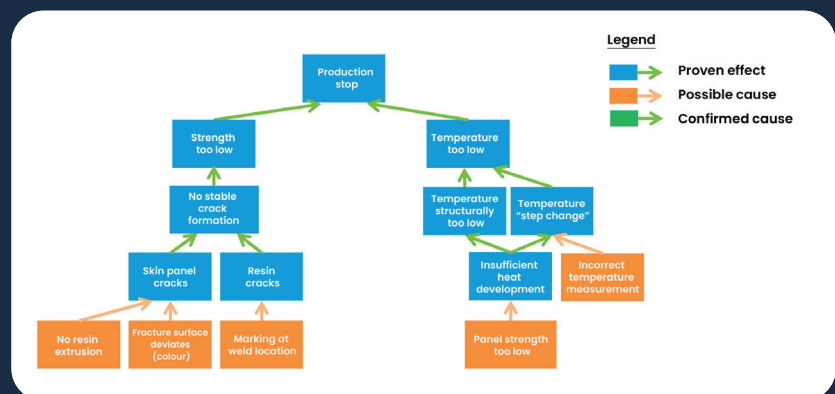 Legend
Proven effect
Possible cause
Confirmed cause
Production
stop
Strength
too low
Temperature
too low
No stable
crack
formation
Temperature
structurally
too low
Temperature
“step change”
Skin panel
cracks
Resin
cracks
Insufficient
heat
development
Incorrect
temperature
measurement
No resin
extrusion
Fracture surface
deviates
(colour)
Marking at
weld location
Panel strength
too low